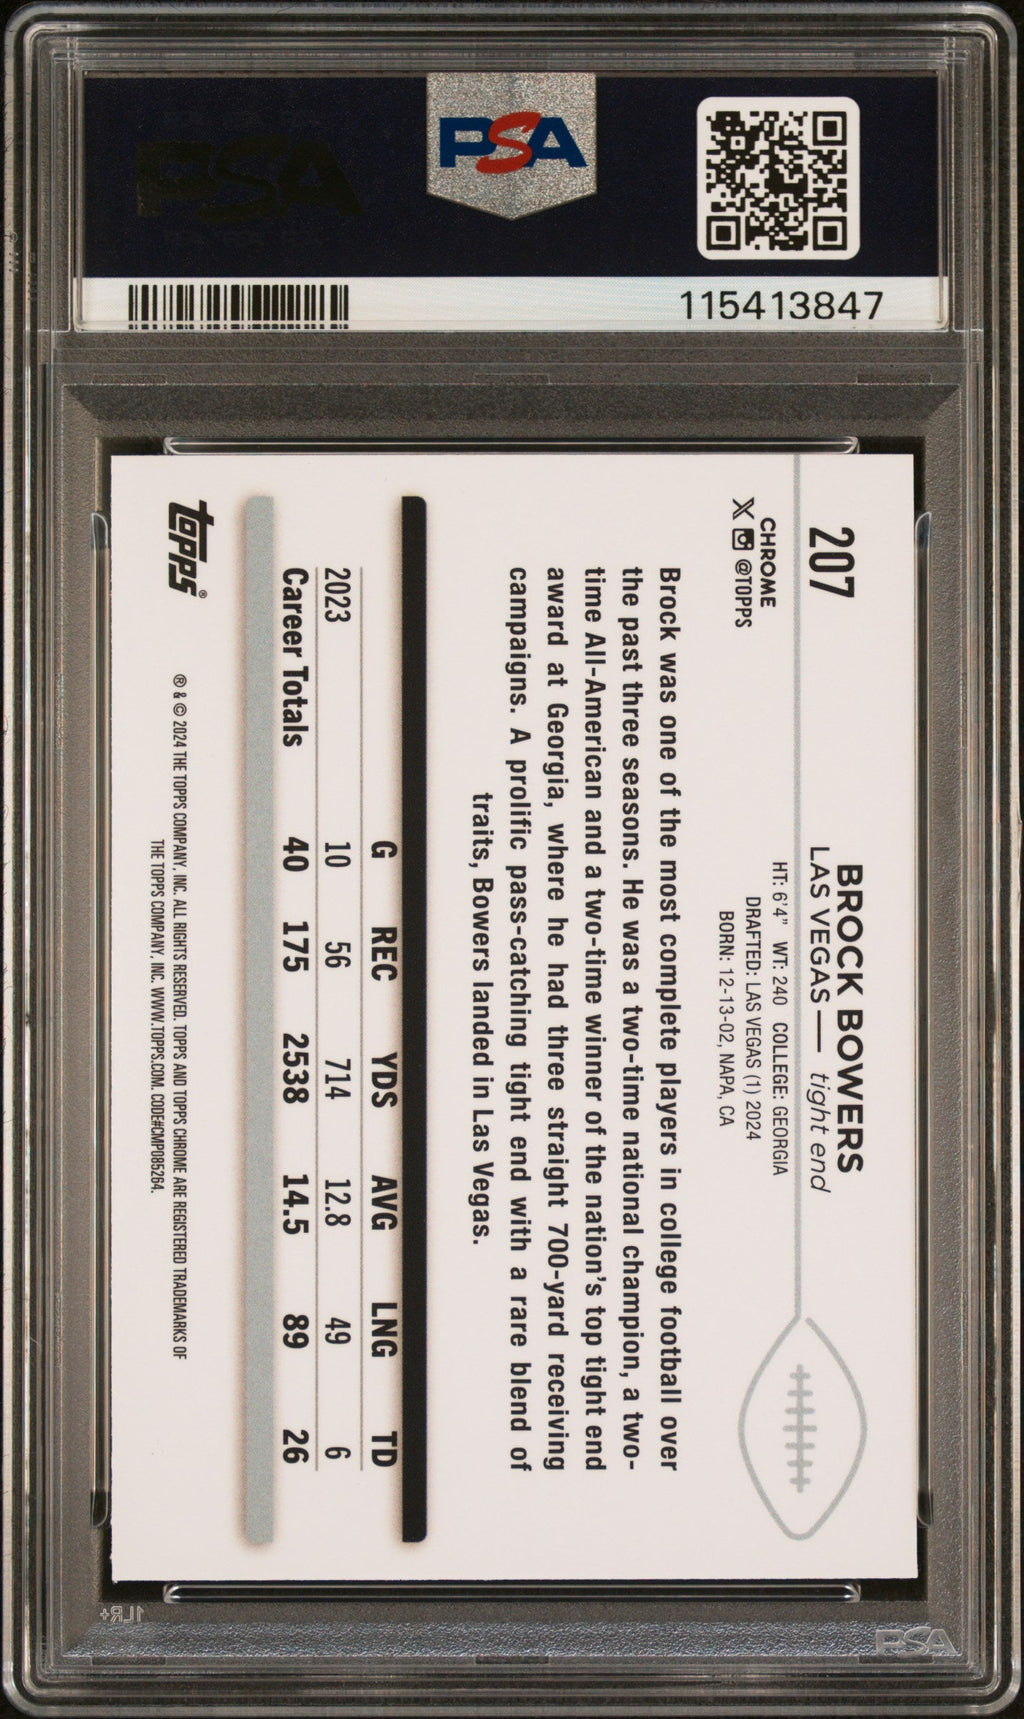 PSA
PSA
115413847
207
BROCK BOWERS
LAS VEGAS — tight end
CHROME
@TOPPS
HT: 6'4" WT: 240 COLLEGE: GEORGIA
DRAFTED: LAS VEGAS (1) 2024
BORN: 12-13-02, NAPA, CA
Brock was one of the most complete players in college football over
the past three seasons. He was a two-time national champion, a two-
time All-American and a two-time winner of the nation's top tight end
award at Georgia, where he had three straight 700-yard receiving
campaigns. A prolific pass-catching tight end with a rare blend of
traits, Bowers landed in Las Vegas.
G REC YDS AVG LNG TD
2023 10 56 714 12.8 49 6
Career Totals 40 175 2538 14.5 89 26
topps®
® & © 2024 THE TOPPS COMPANY, INC. ALL RIGHTS RESERVED. TOPPS AND TOPPS CHROME ARE REGISTERED TRADEMARKS OF
THE TOPPS COMPANY, INC. WWW.TOPPS.COM. CODE#CMP085264.
1LR+
PSA